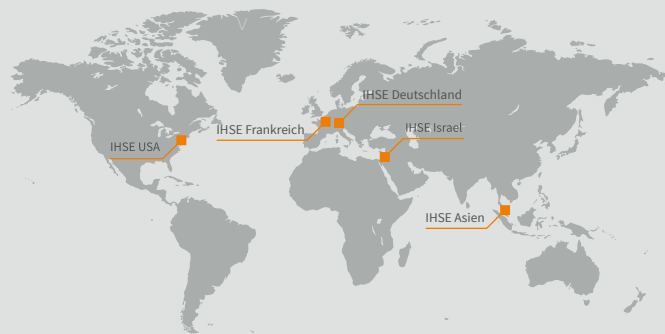 IHSE Deutschland
IHSE Frankreich
IHSE Israel
IHSE USA
IHSE Asien